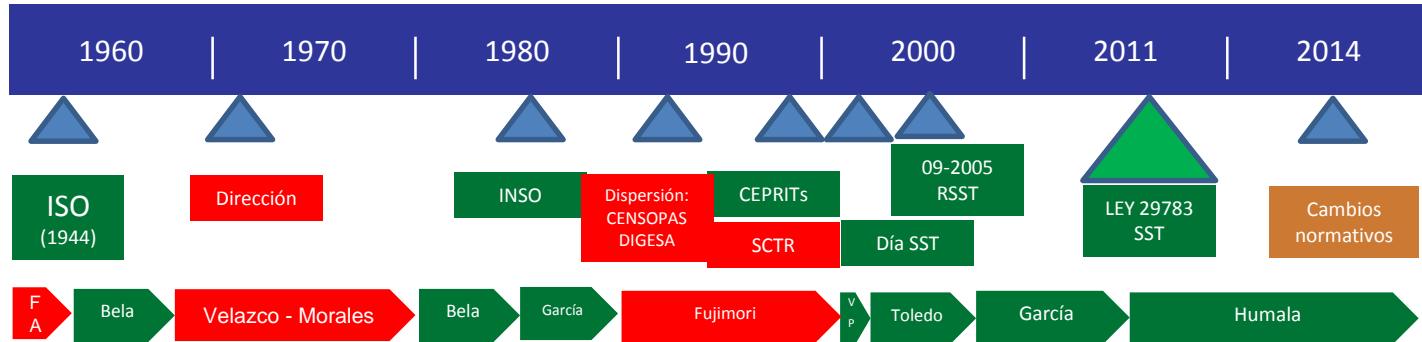 1960 | 1970 | 1980 | 1990 | 2000 | 2011 | 2014
ISO
(1944)
Dirección
INSO
Dispersión:
CENSOPAS
DIGESA
CEPRITs
SCTR
09-2005
RSST
Día SST
LEY 29783
SST
Cambios
normativos
F
A
Bela
Velazco - Morales
Bela
García
Fujimori
V
P
Toledo
García
Humala